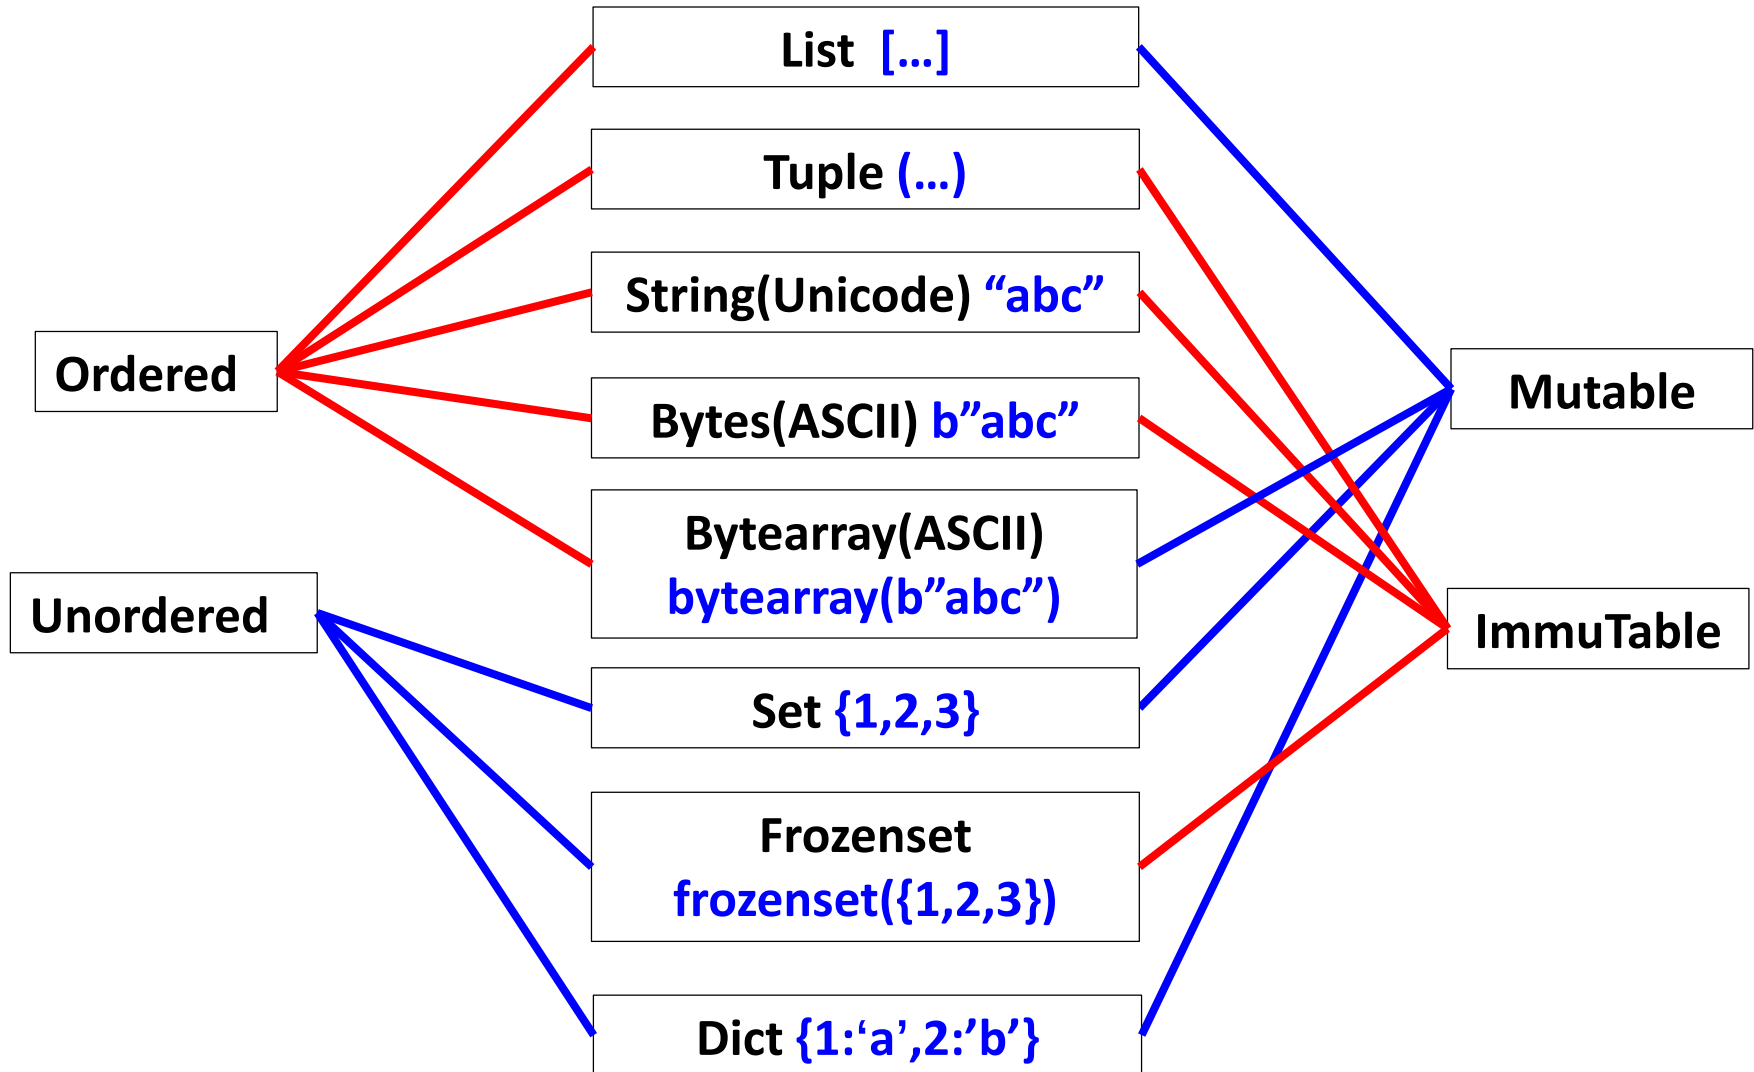 List  […]
Tuple (…)
String(Unicode) “abc”
Ordered
Bytes(ASCII) b”abc”
Mutable
Bytearray(ASCII)
bytearray(b”abc”)
Unordered
ImmuTable
Set {1,2,3}
Frozenset
frozenset({1,2,3})
Dict {1:‘a’,2:’b’}